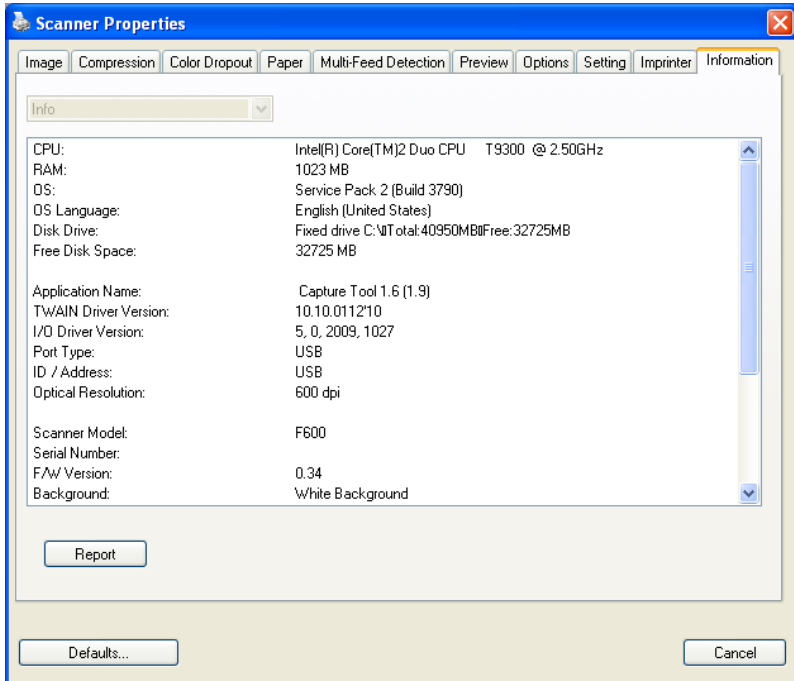 Scanner Properties
Image Compression Color Dropout Paper Multi-Feed Detection Preview Options Setting Imprinter Information
Info
CPU: Intel(R) Core(TM)2 Duo CPU T9300 @ 2.50GHz
RAM: 1023 MB
OS: Service Pack 2 (Build 3790)
OS Language: English (United States)
Disk Drive: Fixed drive C:\▯Total:40950MB▯Free:32725MB
Free Disk Space: 32725 MB
Application Name: Capture Tool 1.6 (1.9)
TWAIN Driver Version: 10.10.0112'10
I/O Driver Version: 5, 0, 2009, 1027
Port Type: USB
ID / Address: USB
Optical Resolution: 600 dpi
Scanner Model: F600
Serial Number:
F/W Version: 0.34
Background: White Background
Report
Defaults... Cancel